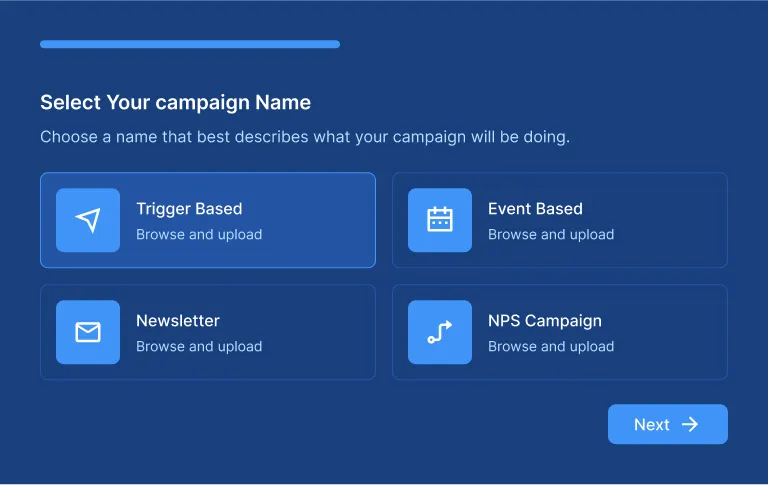 Select Your campaign Name
Choose a name that best describes what your campaign will be doing.
Trigger Based
Browse and upload
Event Based
Browse and upload
Newsletter
Browse and upload
NPS Campaign
Browse and upload
Next